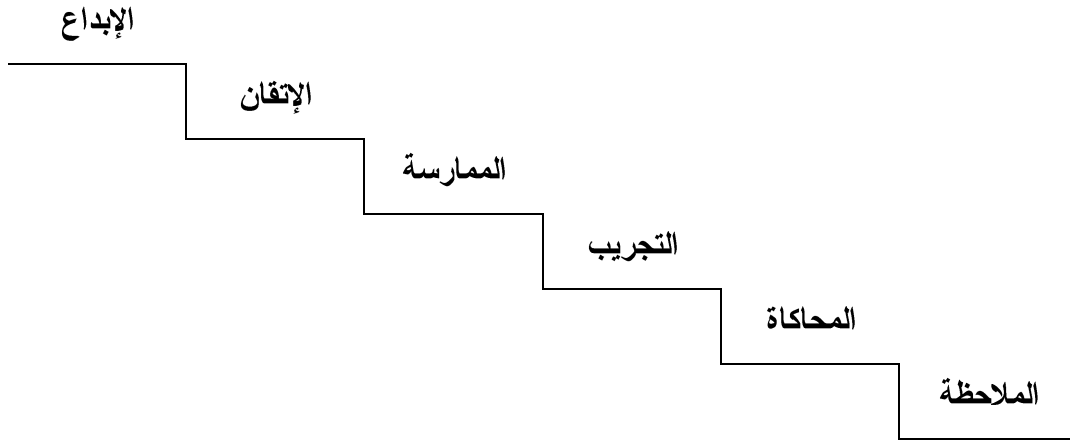 الإبداع
الإتقان
الممارسة
التجريب
المحاكاة
الملاحظة